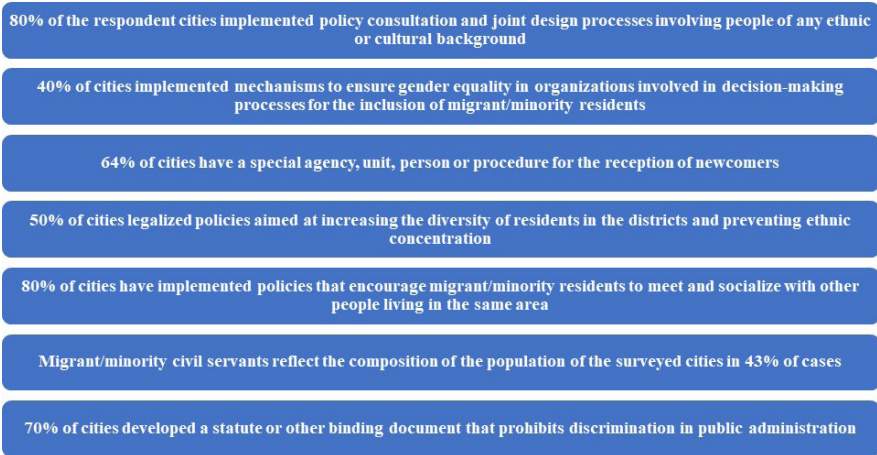 80% of the respondent cities implemented policy consultation and joint design processes involving people of any ethnic
or cultural background
40% of cities implemented mechanisms to ensure gender equality in organizations involved in decision-making
processes for the inclusion of migrant/minority residents
64% of cities have a special agency, unit, person or procedure for the reception of newcomers
50% of cities legalized policies aimed at increasing the diversity of residents in the districts and preventing ethnic
concentration
80% of cities have implemented policies that encourage migrant/minority residents to meet and socialize with other
people living in the same area
Migrant/minority civil servants reflect the composition of the population of the surveyed cities in 43% of cases
70% of cities developed a statute or other binding document that prohibits discrimination in public administration